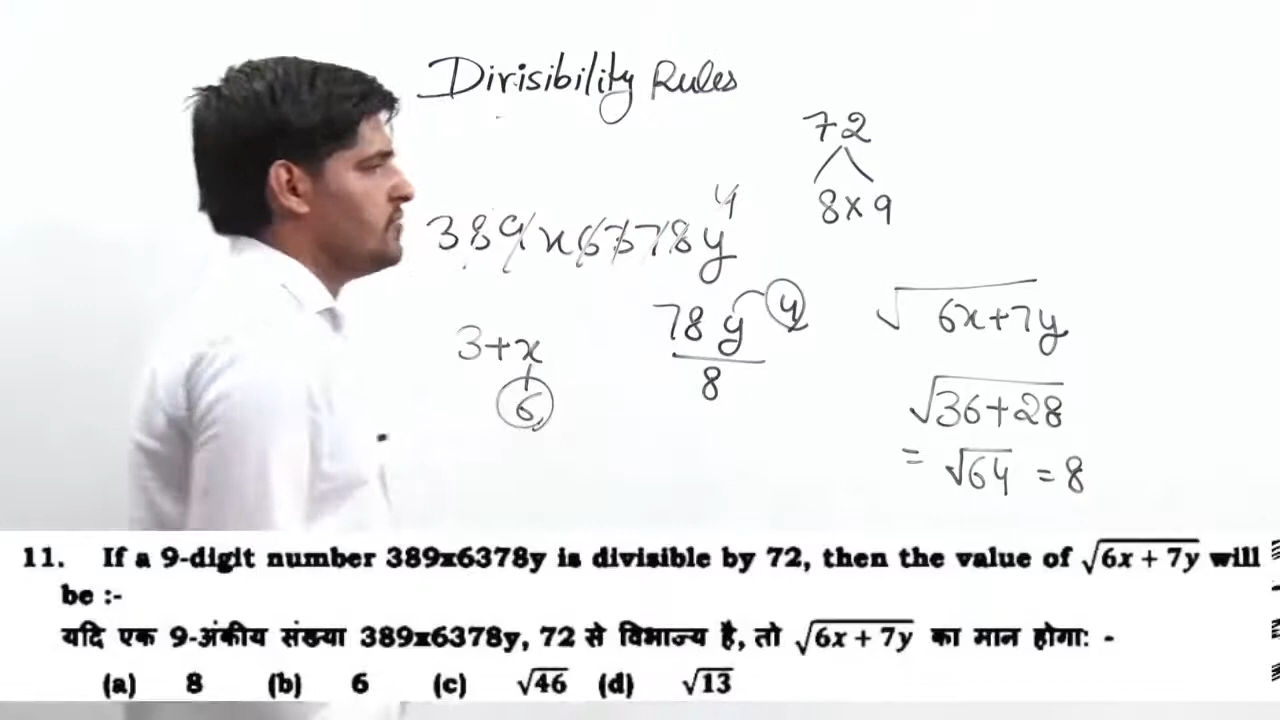 Divisibility Rules
72
8×9
4
389x6378y
78y 4
8
3+x
6
√6x+7y
√36+28
= √64 = 8
11. If a 9-digit number 389x6378y is divisible by 72, then the value of √6x + 7y will
be :-
यदि एक 9-अंकीय संख्या 389x6378y, 72 से विभाज्य है, तो √6x + 7y का मान होगा: -
(a) 8 (b) 6 (c) √46 (d) √13